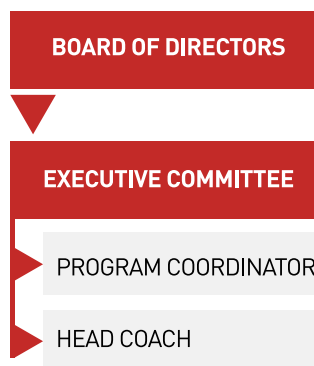 BOARD OF DIRECTORS
EXECUTIVE COMMITTEE
PROGRAM COORDINATOR
HEAD COACH